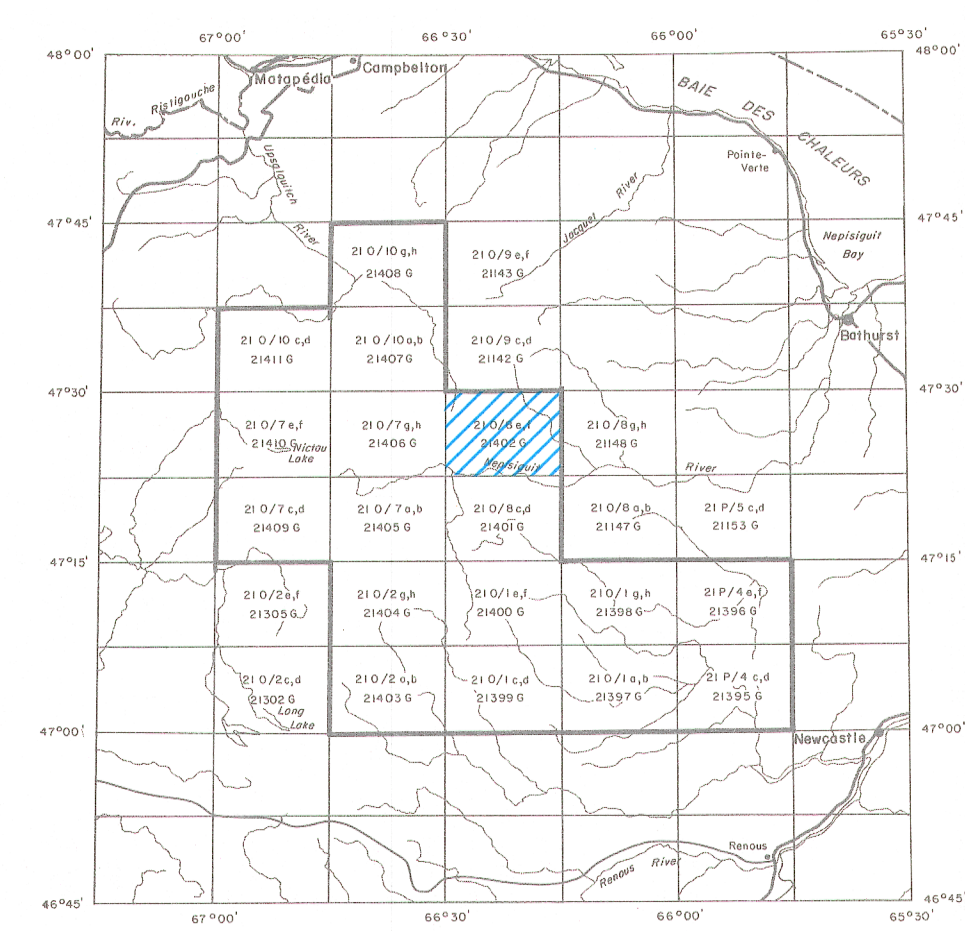 67°00' 66°30' 66°00' 65°30'
48°00' 48°00'
Campbelton
Matapédia
BAIE DES CHALEURS
Riv. Ristigouche
Upsalquitch River
Pointe-
Verte
Jacquet River
47°45' 47°45'
Nepisiguit
Bay
21 O/10 g,h
21408 G
21 O/9 e,f
21143 G
Bathurst
21 O/10 c,d
21411 G
21 O/10 a,b
21407 G
21 O/9 c,d
21142 G
47°30' 47°30'
21 O/7 e,f
21410 G
Nictau
Lake
21 O/7 g,h
21406 G
21 O/8 e,f
21402 G
21 O/8 g,h
21148 G
Nepisiguit River
21 O/7 c,d
21409 G
21 O/7 a,b
21405 G
21 O/8 c,d
21401 G
21 O/8 a,b
21147 G
21 P/5 c,d
21153 G
47°15' 47°15'
21 O/2 e,f
21305 G
21 O/2 g,h
21404 G
21 O/1 e,f
21400 G
21 O/1 g,h
21398 G
21 P/4 e,f
21396 G
21 O/2 c,d
21302 G
Long
Lake
21 O/2 a,b
21403 G
21 O/1 c,d
21399 G
21 O/1 a,b
21397 G
21 P/4 c,d
21395 G
47°00' 47°00'
Newcastle
Renous
Renous River
46°45' 46°45'
67°00' 66°30' 66°00' 65°30'